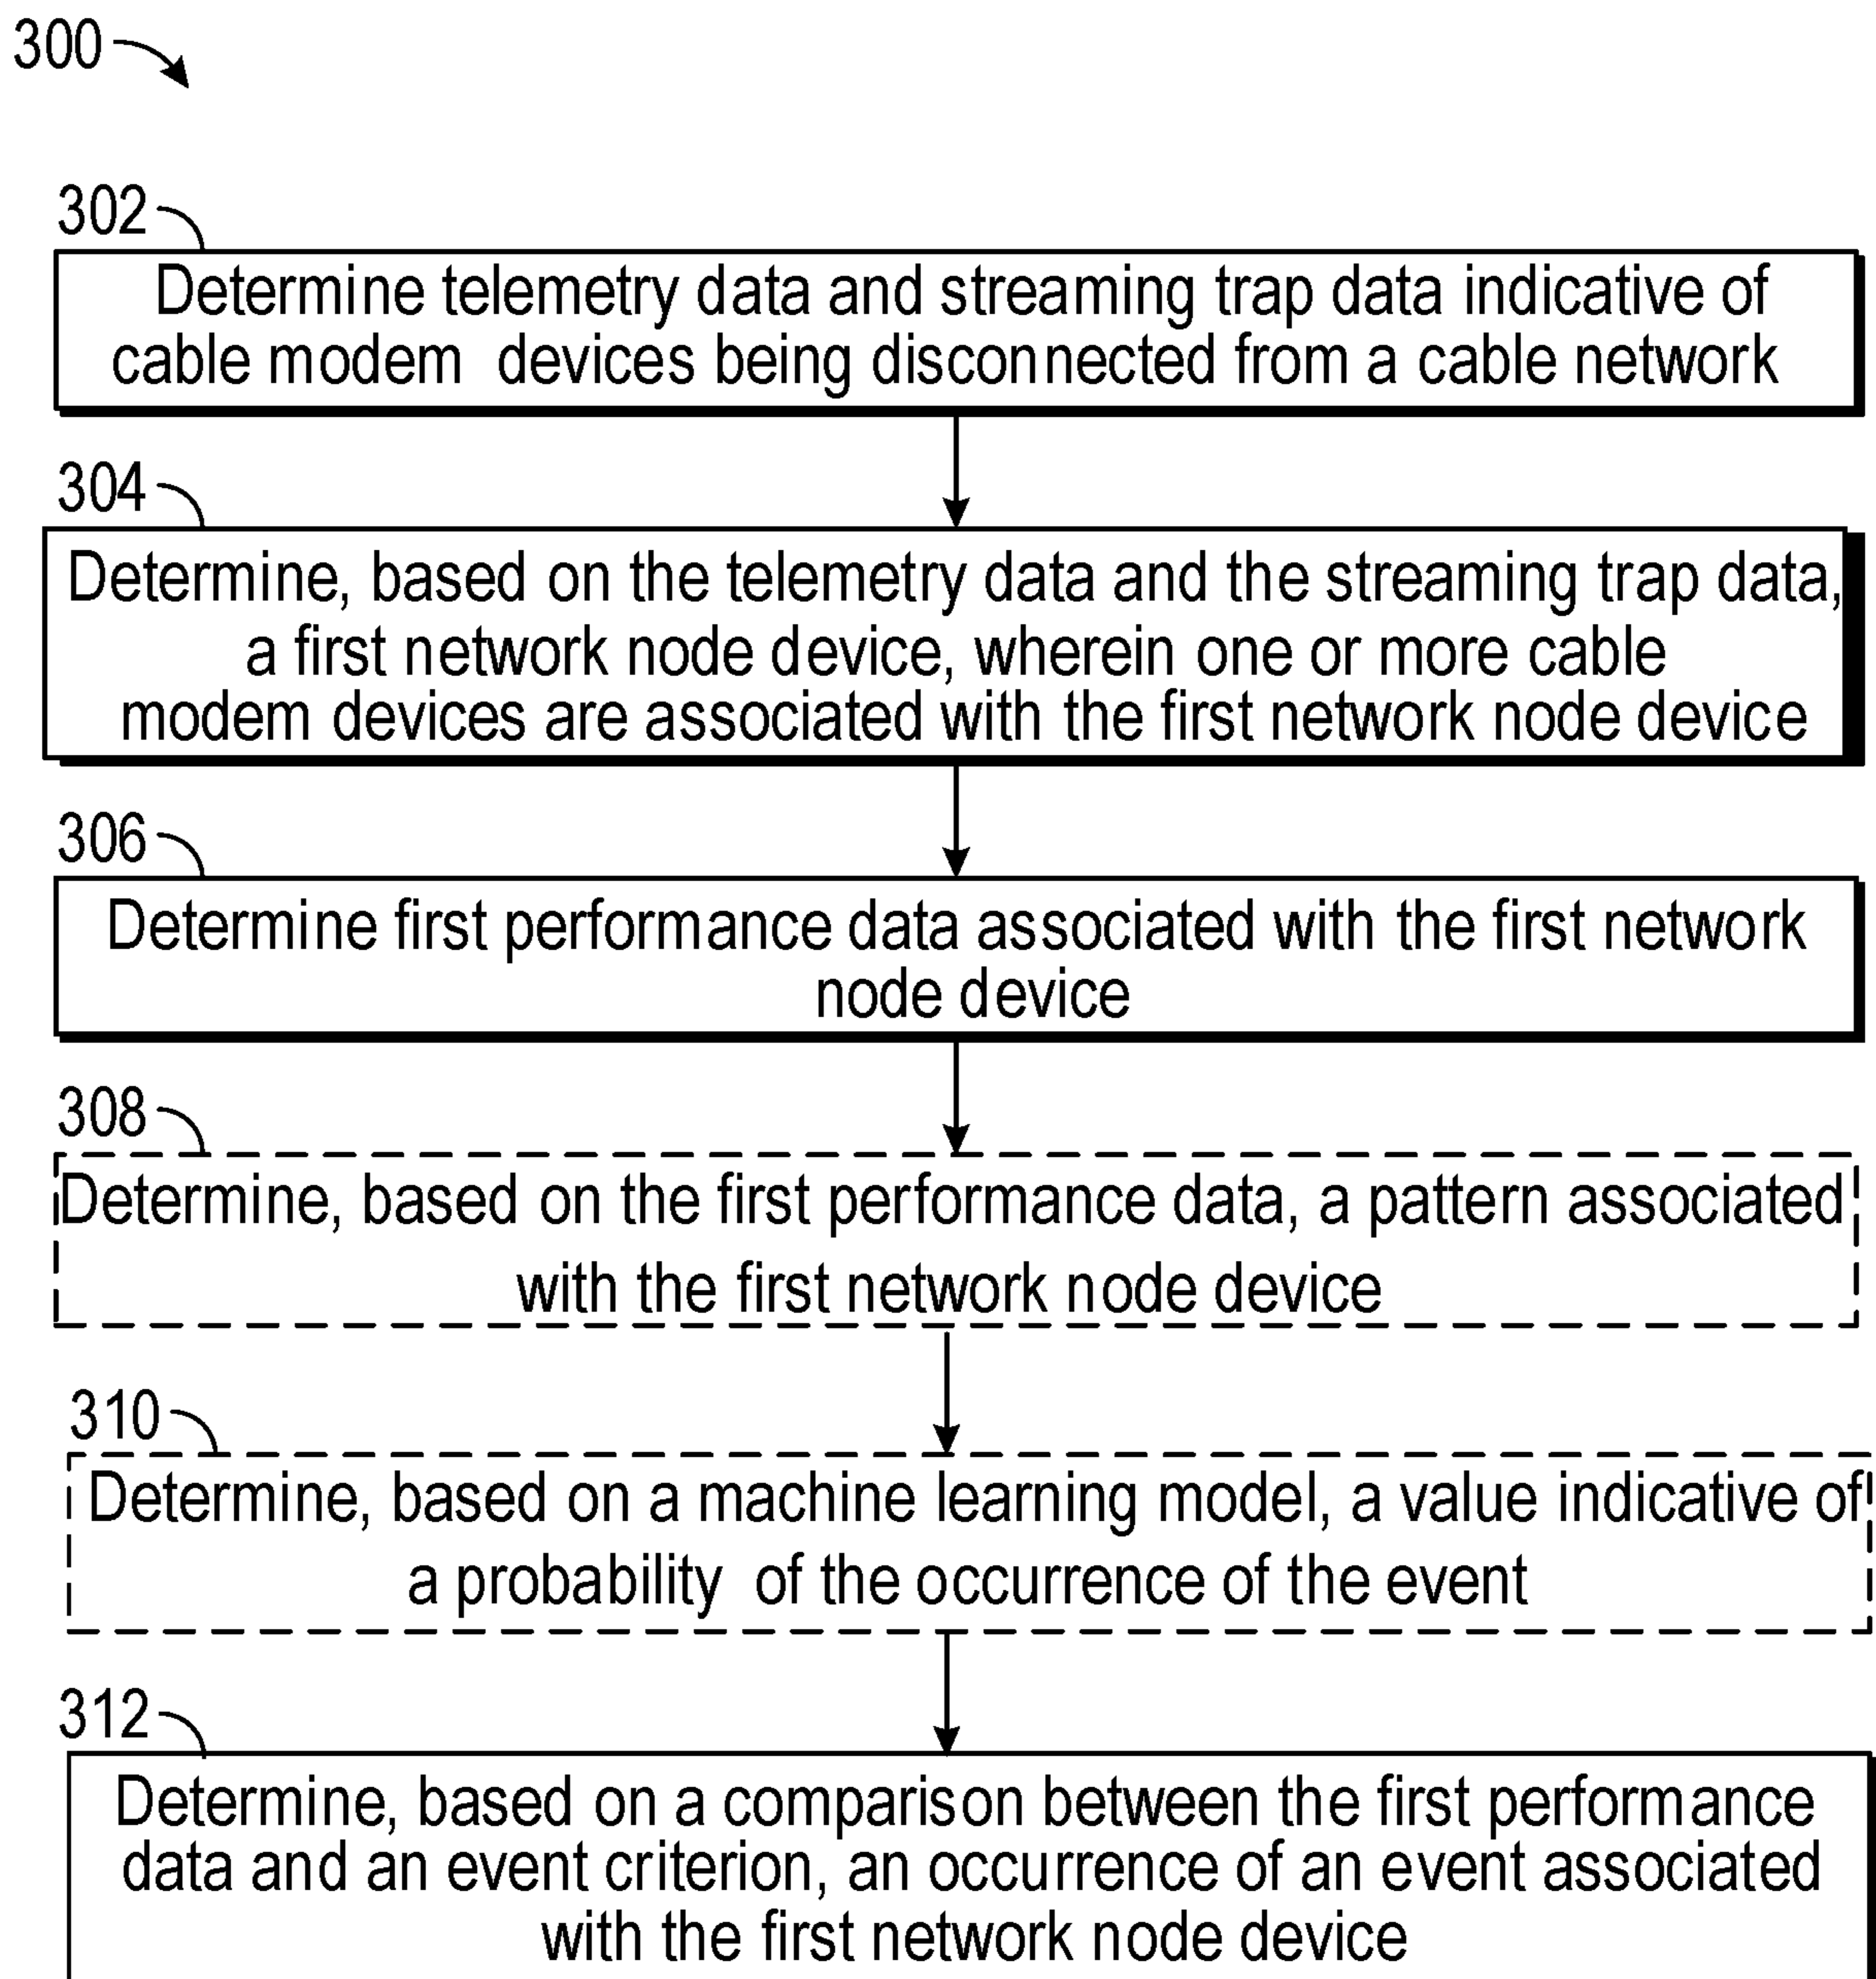 300
302
Determine telemetry data and streaming trap data indicative of
cable modem devices being disconnected from a cable network
304
Determine, based on the telemetry data and the streaming trap data,
a first network node device, wherein one or more cable
modem devices are associated with the first network node device
306
Determine first performance data associated with the first network
node device
308
Determine, based on the first performance data, a pattern associated
with the first network node device
310
Determine, based on a machine learning model, a value indicative of
a probability of the occurrence of the event
312
Determine, based on a comparison between the first performance
data and an event criterion, an occurrence of an event associated
with the first network node device